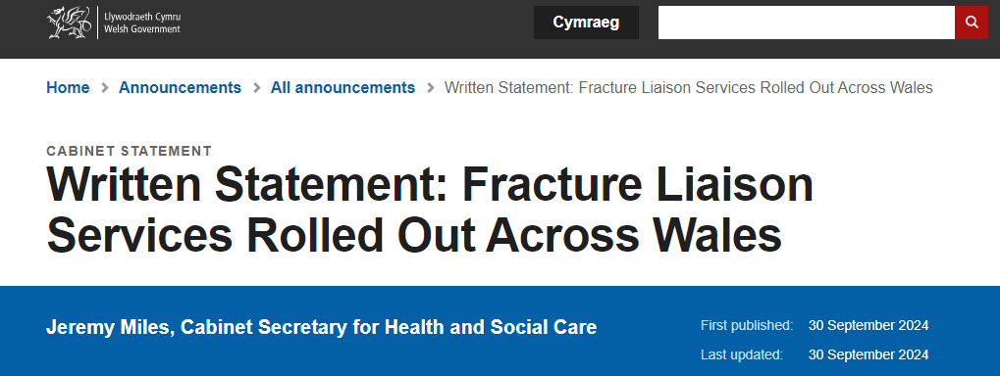 Llywodraeth Cymru
Welsh Government
Cymraeg
Home > Announcements > All announcements > Written Statement: Fracture Liaison Services Rolled Out Across Wales
CABINET STATEMENT
Written Statement: Fracture Liaison
Services Rolled Out Across Wales
Jeremy Miles, Cabinet Secretary for Health and Social Care
First published: 30 September 2024
Last updated: 30 September 2024